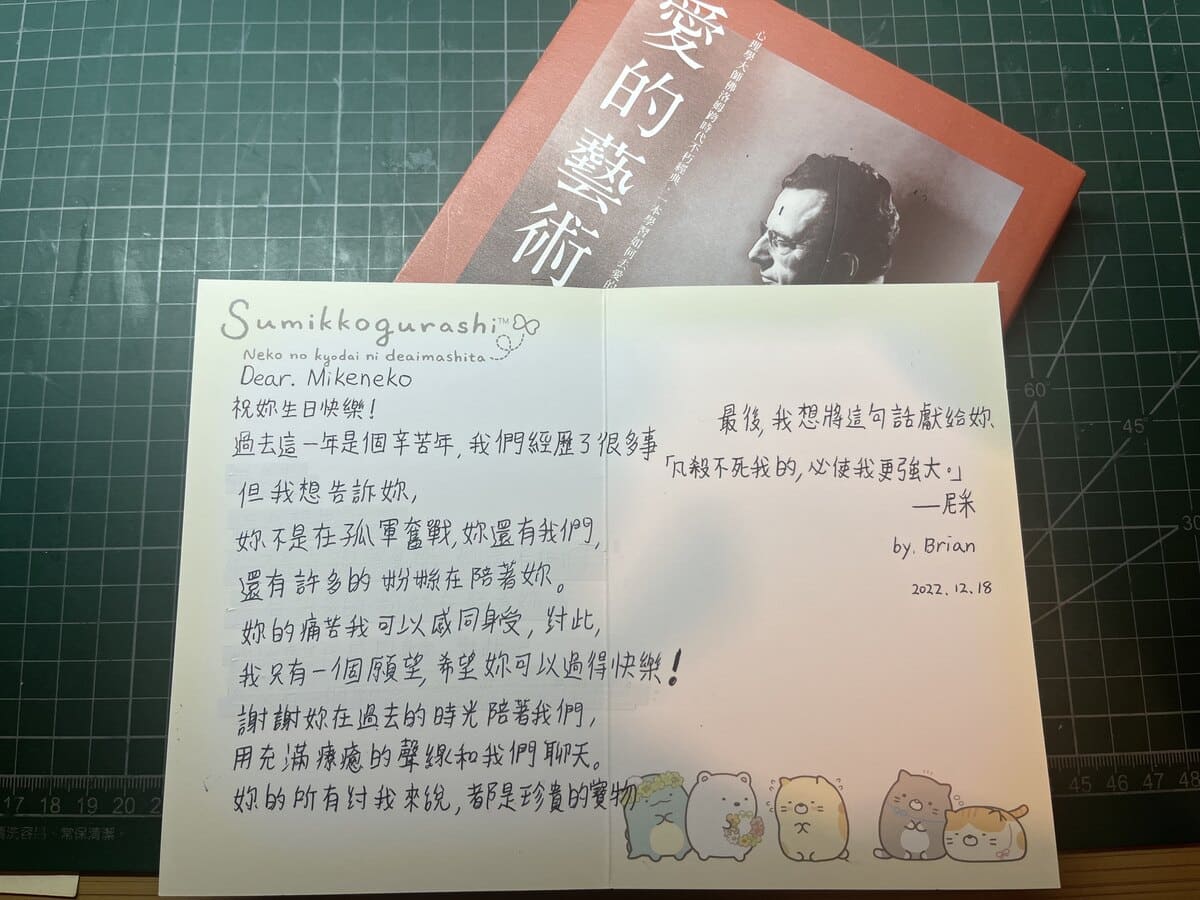 愛的藝術
心理學大師佛洛姆跨時代不朽經典，一本學習如何去愛的
Sumikkogurashi™
Neko no kyodai ni deaimashita
Dear. Mikeneko
祝妳生日快樂!
過去這一年是個辛苦年,我們經歷了很多事
但我想告訴妳,
妳不是在孤軍奮戰,妳還有我們,
還有許多的粉絲在陪著妳。
妳的痛苦我可以感同身受,對此,
我只有一個願望,希望妳可以過得快樂!
謝謝妳在過去的時光陪著我們,
用充滿療癒的聲線和我們聊天。
妳的所有對我來說,都是珍貴的寶物
最後,我想將這句話獻給妳
「凡殺不死我的,必使我更強大。」
—尼采
by. Brian
2022.12.18
60°
45°
30
17 18 19 20
45 46 47 48
常保清潔。